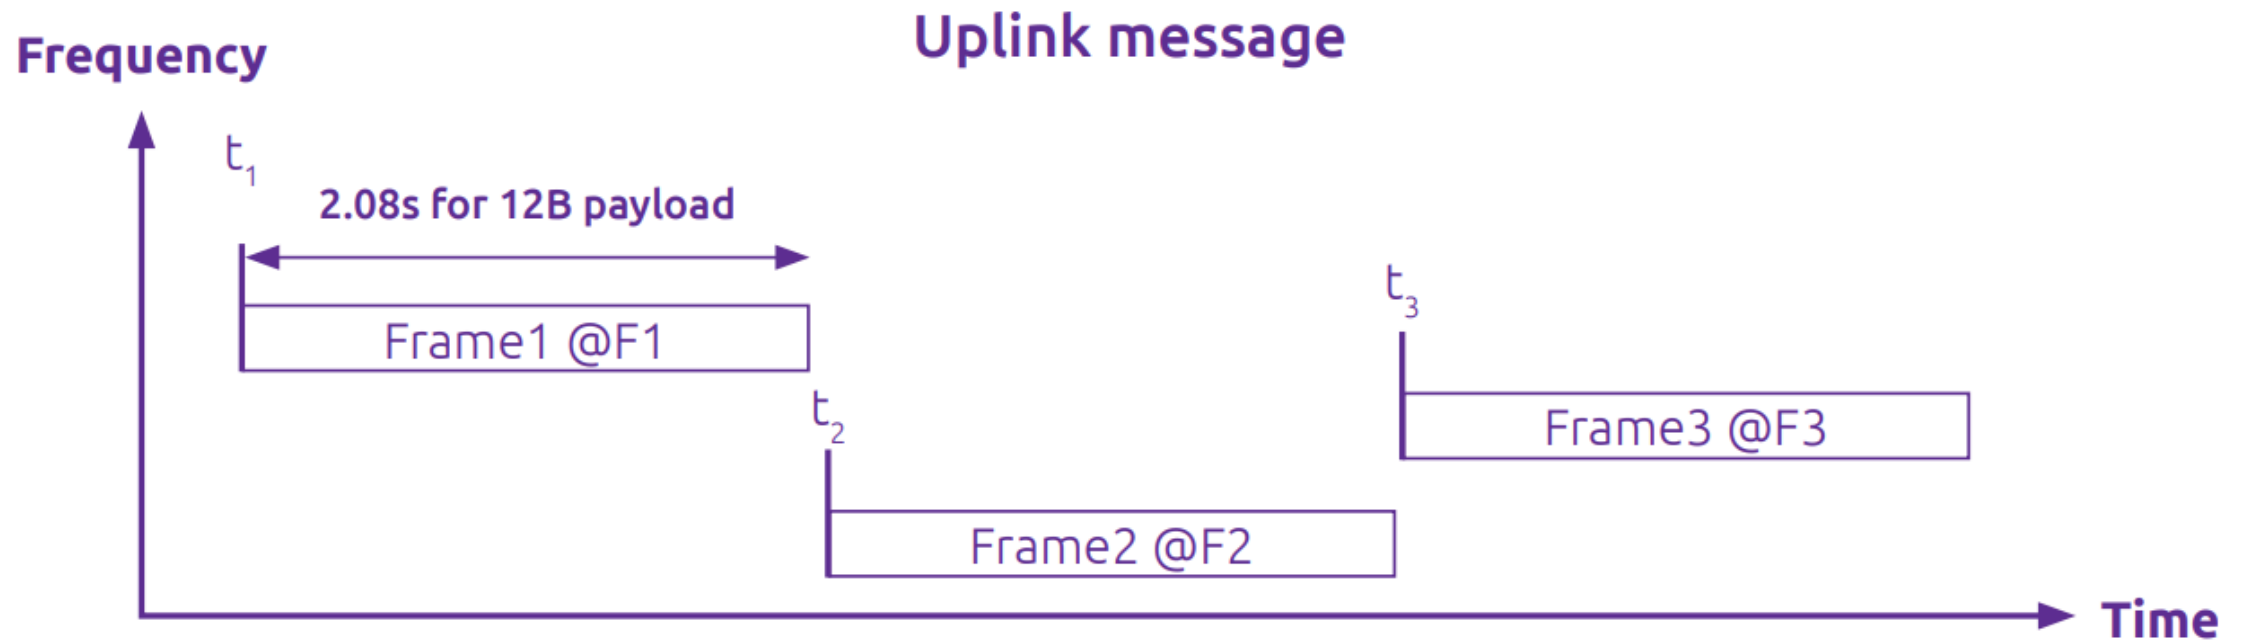 Uplink message
Frequency
t1
2.08s for 12B payload
Frame1 @F1
t2
Frame2 @F2
t3
Frame3 @F3
Time